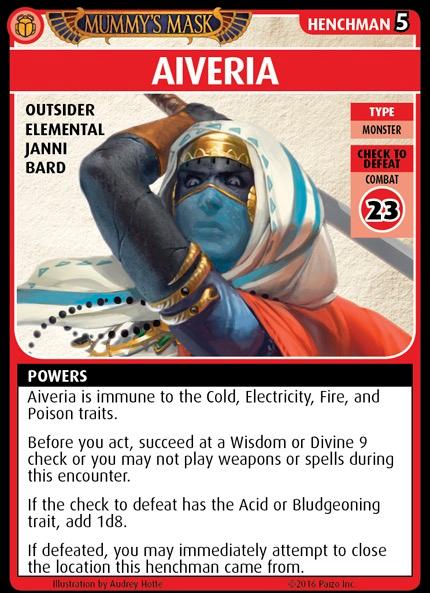 MUMMY'S MASK
HENCHMAN 5
AIVERIA
OUTSIDER
ELEMENTAL
JANNI
BARD
TYPE
MONSTER
CHECK TO
DEFEAT
COMBAT
23
POWERS
Aiveria is immune to the Cold, Electricity, Fire, and
Poison traits.
Before you act, succeed at a Wisdom or Divine 9
check or you may not play weapons or spells during
this encounter.
If the check to defeat has the Acid or Bludgeoning
trait, add 1d8.
If defeated, you may immediately attempt to close
the location this henchman came from.
Illustration by Audrey Hotte ©2016 Paizo Inc.